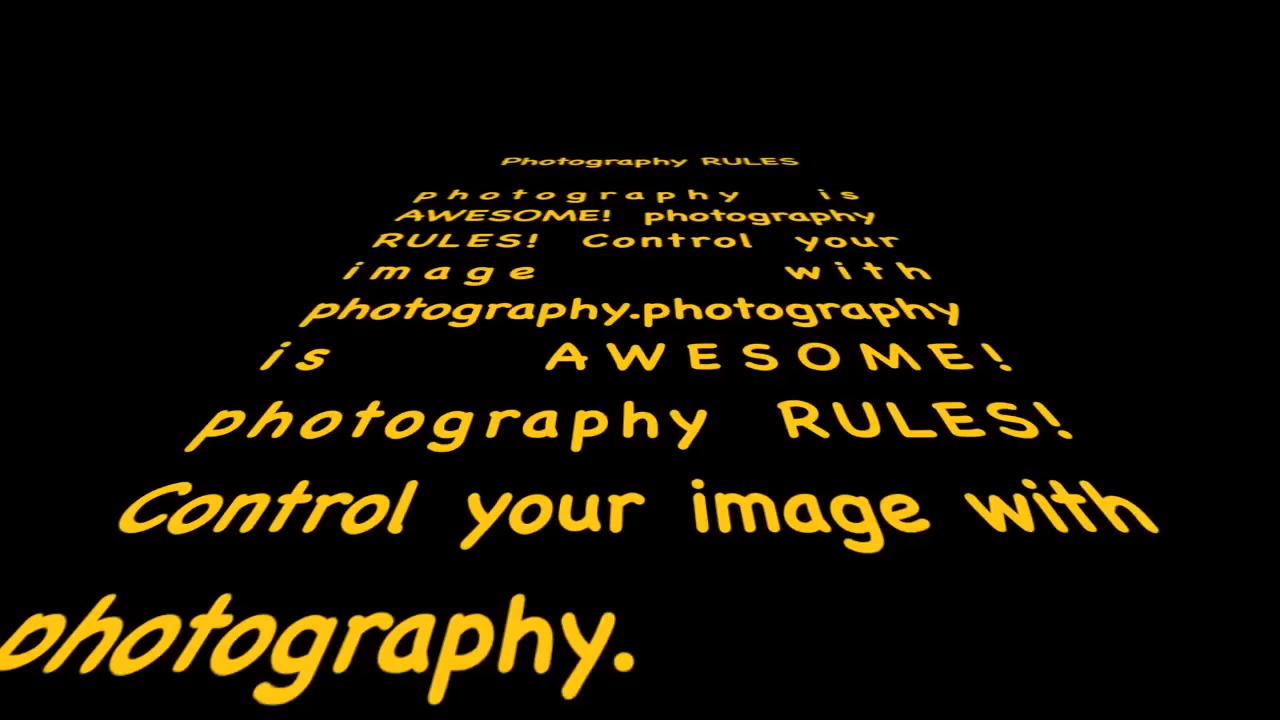 Photography RULES
photography is
AWESOME! photography
RULES! Control your
image with
photography.photography
is AWESOME!
photography RULES!
Control your image with
photography.